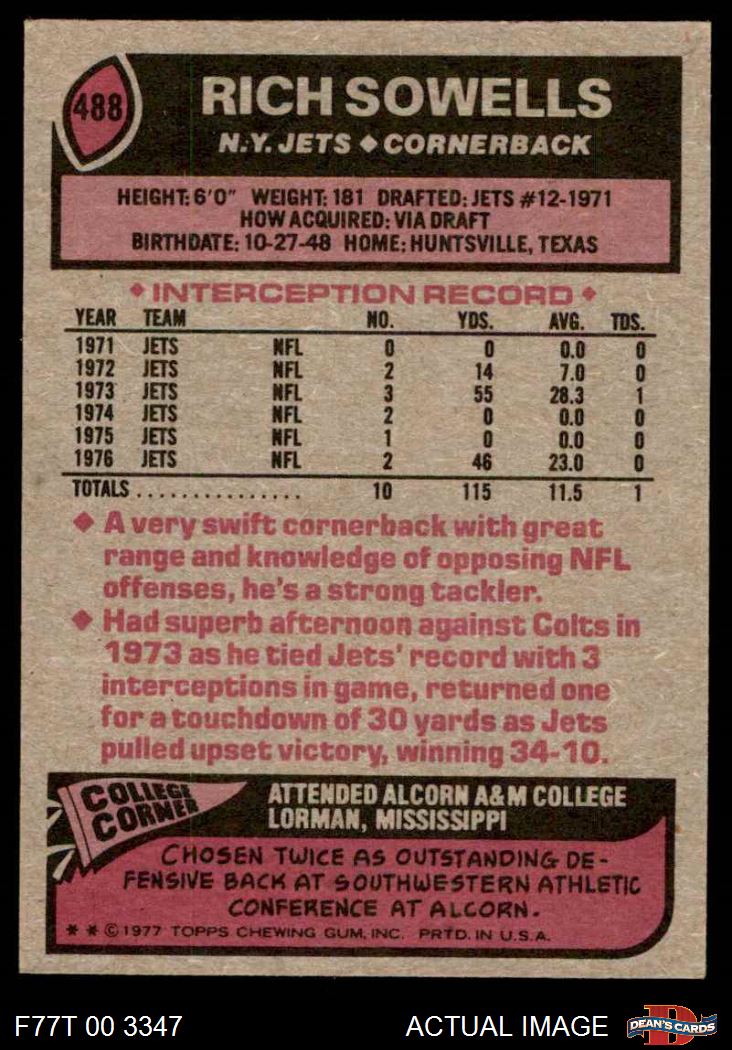 488
RICH SOWELLS
N.Y. JETS ◆ CORNERBACK
HEIGHT: 6'0" WEIGHT: 181 DRAFTED: JETS #12-1971
HOW ACQUIRED: VIA DRAFT
BIRTHDATE: 10-27-48 HOME: HUNTSVILLE, TEXAS
◆ INTERCEPTION RECORD ◆
YEAR TEAM NO. YDS. AVG. TDS.
1971 JETS NFL 0 0 0.0 0
1972 JETS NFL 2 14 7.0 0
1973 JETS NFL 3 55 28.3 1
1974 JETS NFL 2 0 0.0 0
1975 JETS NFL 1 0 0.0 0
1976 JETS NFL 2 46 23.0 0
TOTALS ................ 10 115 11.5 1
◆ A very swift cornerback with great
range and knowledge of opposing NFL
offenses, he's a strong tackler.
◆ Had superb afternoon against Colts in
1973 as he tied Jets' record with 3
interceptions in game, returned one
for a touchdown of 30 yards as Jets
pulled upset victory, winning 34-10.
COLLEGE
CORNER
ATTENDED ALCORN A&M COLLEGE
LORMAN, MISSISSIPPI
CHOSEN TWICE AS OUTSTANDING DE-
FENSIVE BACK AT SOUTHWESTERN ATHLETIC
CONFERENCE AT ALCORN.
* * © 1977 TOPPS CHEWING GUM, INC. PRTD. IN U.S.A.
F77T 00 3347 ACTUAL IMAGE
D
DEAN'S CARDS